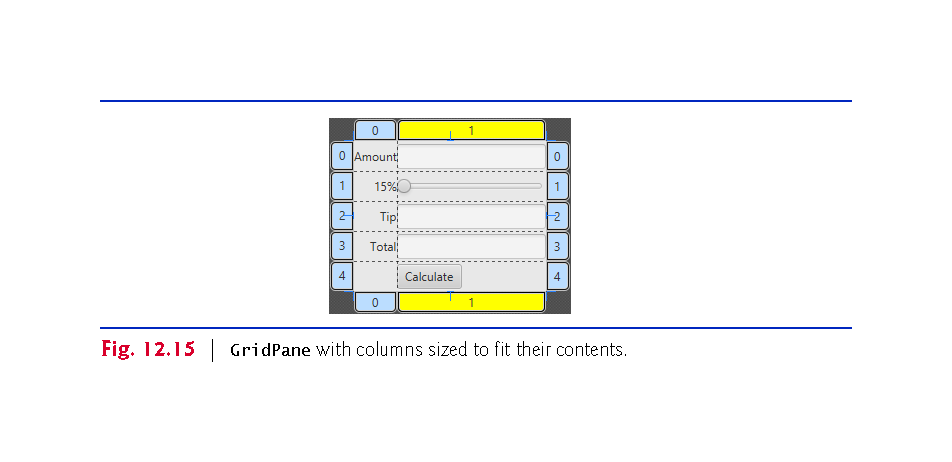 0 1
0 Amount 0
1 15% 1
2 Tip 2
3 Total 3
4 Calculate 4
0 1
Fig. 12.15 | GridPane with columns sized to fit their contents.